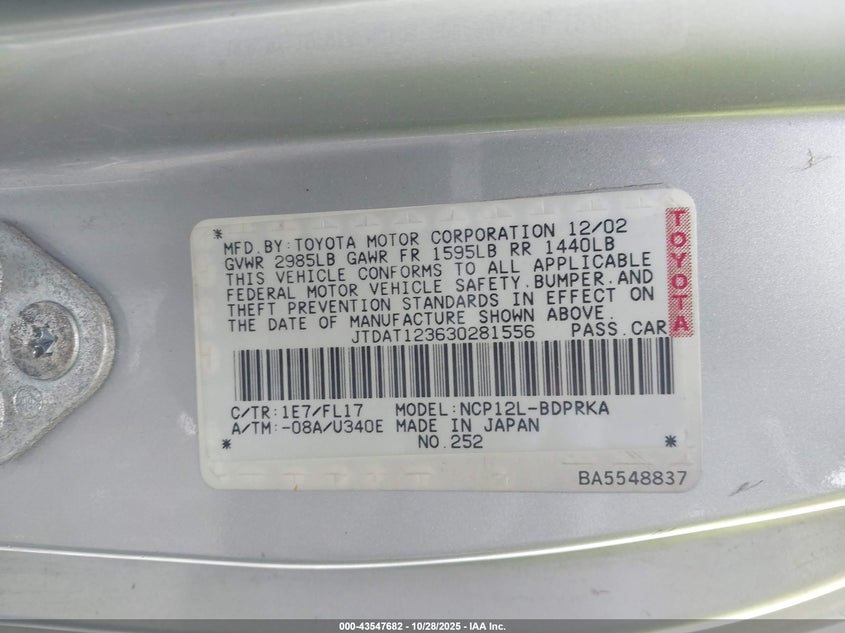 * MFD. BY: TOYOTA MOTOR CORPORATION 12/02
GVWR 2985LB GAWR FR 1595LB RR 1440LB
THIS VEHICLE CONFORMS TO ALL APPLICABLE
FEDERAL MOTOR VEHICLE SAFETY, BUMPER, AND
THEFT PREVENTION STANDARDS IN EFFECT ON
THE DATE OF MANUFACTURE SHOWN ABOVE.
JTDAT123630281556 PASS. CAR
TOYOTA
C/TR: 1E7/FL17 MODEL: NCP12L-BDPRKA
A/TM: -08A/U340E MADE IN JAPAN
* NO. 252 *
BA5548837
000-43547682 | 10/28/2025 - IAA Inc.